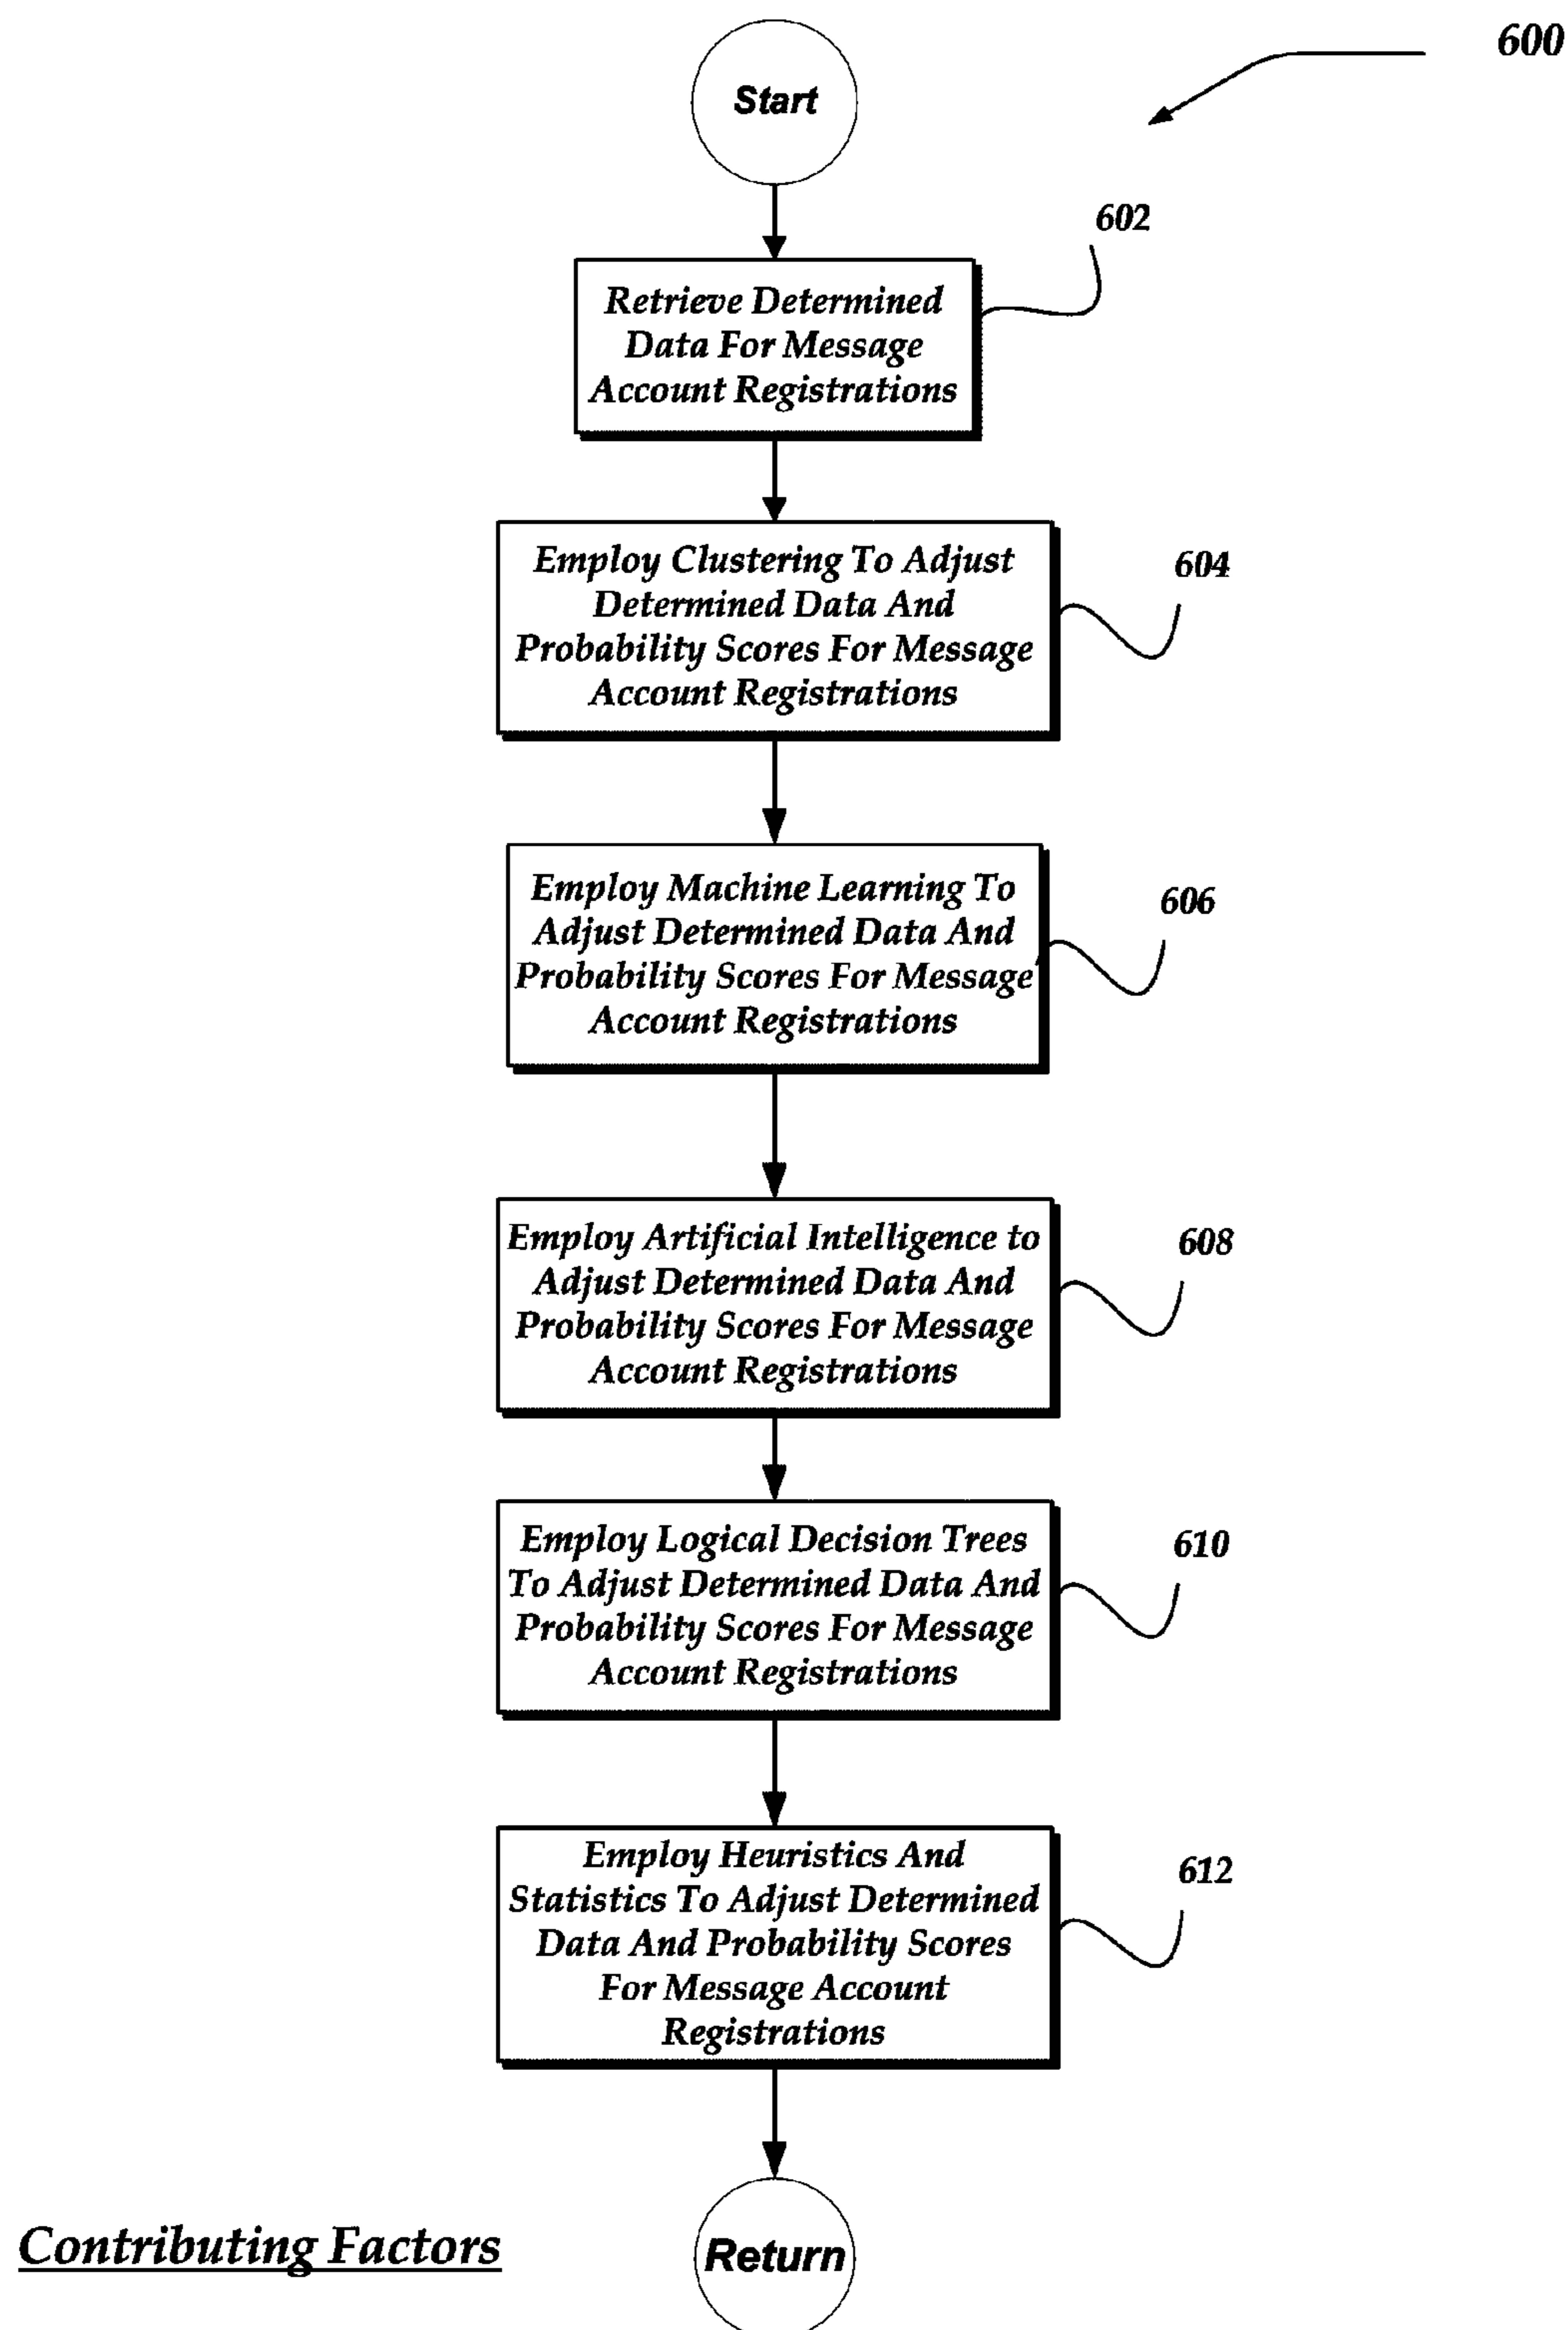 600
Start
602
Retrieve Determined
Data For Message
Account Registrations
604
Employ Clustering To Adjust
Determined Data And
Probability Scores For Message
Account Registrations
606
Employ Machine Learning To
Adjust Determined Data And
Probability Scores For Message
Account Registrations
608
Employ Artificial Intelligence to
Adjust Determined Data And
Probability Scores For Message
Account Registrations
610
Employ Logical Decision Trees
To Adjust Determined Data And
Probability Scores For Message
Account Registrations
612
Employ Heuristics And
Statistics To Adjust Determined
Data And Probability Scores
For Message Account
Registrations
Contributing Factors
Return